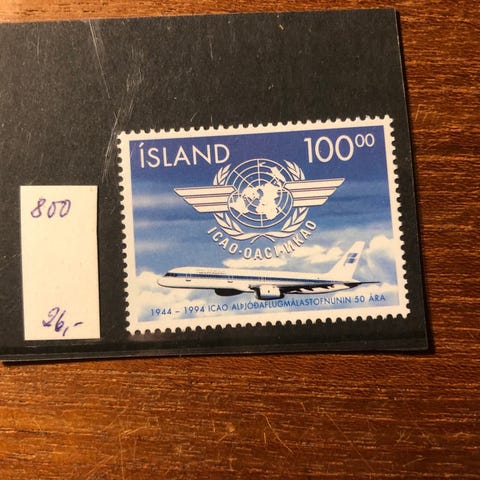 800
26,-
ÍSLAND 100⁰⁰
ICAO·OACI·ИКАО
1944 – 1994 ICAO ALÞJÓÐAFLUGMÁLASTOFNUNIN 50 ÁRA